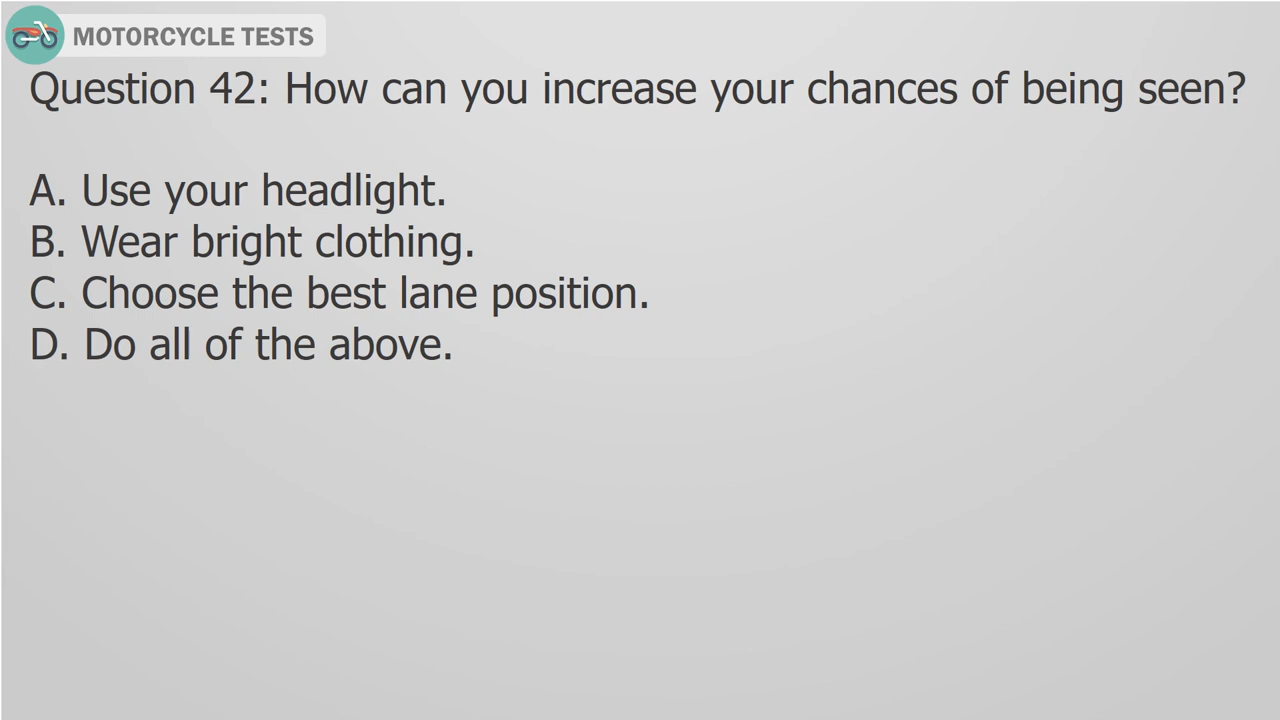 MOTORCYCLE TESTS
Question 42: How can you increase your chances of being seen?
A. Use your headlight.
B. Wear bright clothing.
C. Choose the best lane position.
D. Do all of the above.